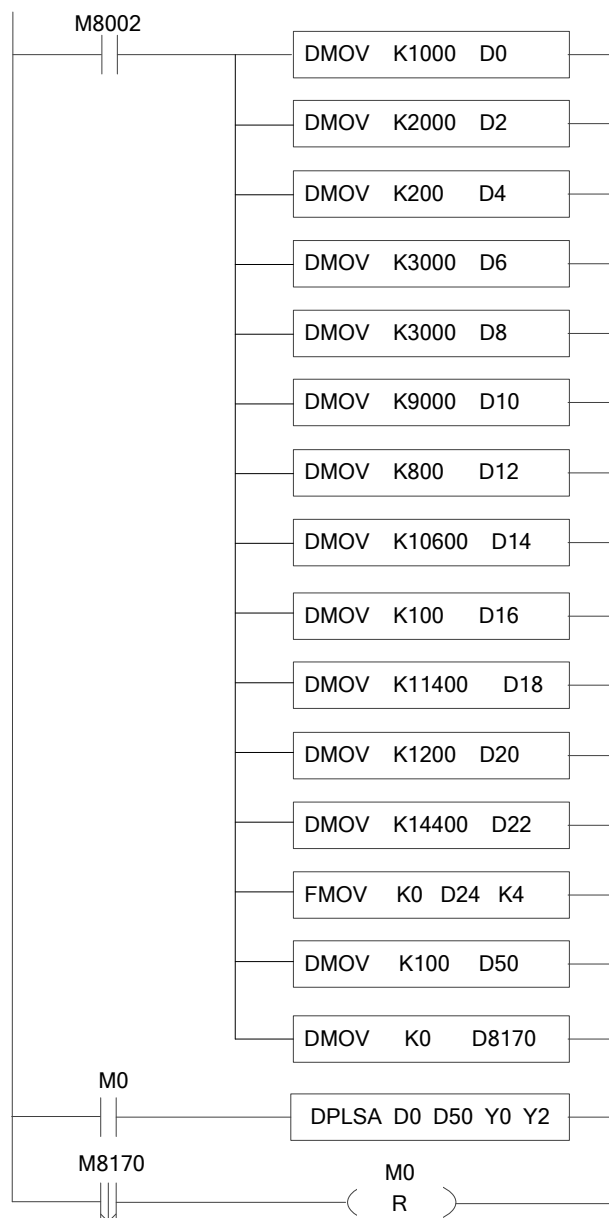 M8002
DMOV K1000 D0
DMOV K2000 D2
DMOV K200 D4
DMOV K3000 D6
DMOV K3000 D8
DMOV K9000 D10
DMOV K800 D12
DMOV K10600 D14
DMOV K100 D16
DMOV K11400 D18
DMOV K1200 D20
DMOV K14400 D22
FMOV K0 D24 K4
DMOV K100 D50
DMOV K0 D8170
M0
DPLSA D0 D50 Y0 Y2
M8170
M0
R